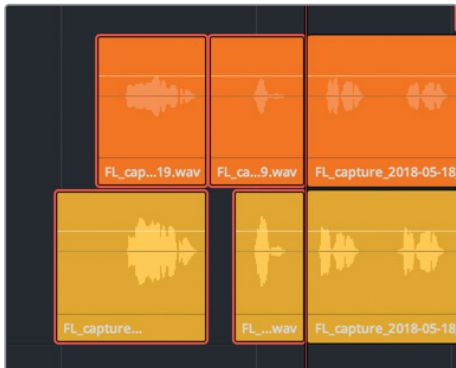 FL_cap...19.wav
FL_ca...9.wav
FL_capture_2018-05-18
FL_capture...
FL_...wav
FL_capture_2018-05-18